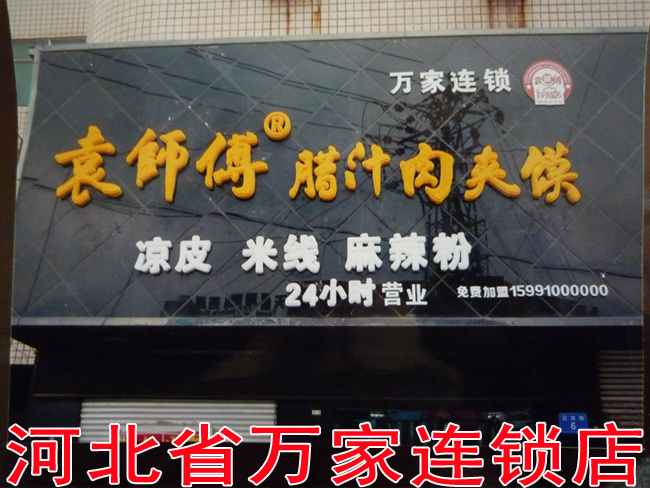 万家连锁
袁師傅® 腊汁肉夹馍
凉皮 米线 麻辣粉
24小时营业
免费加盟15991000000
6
河北省万家连锁店